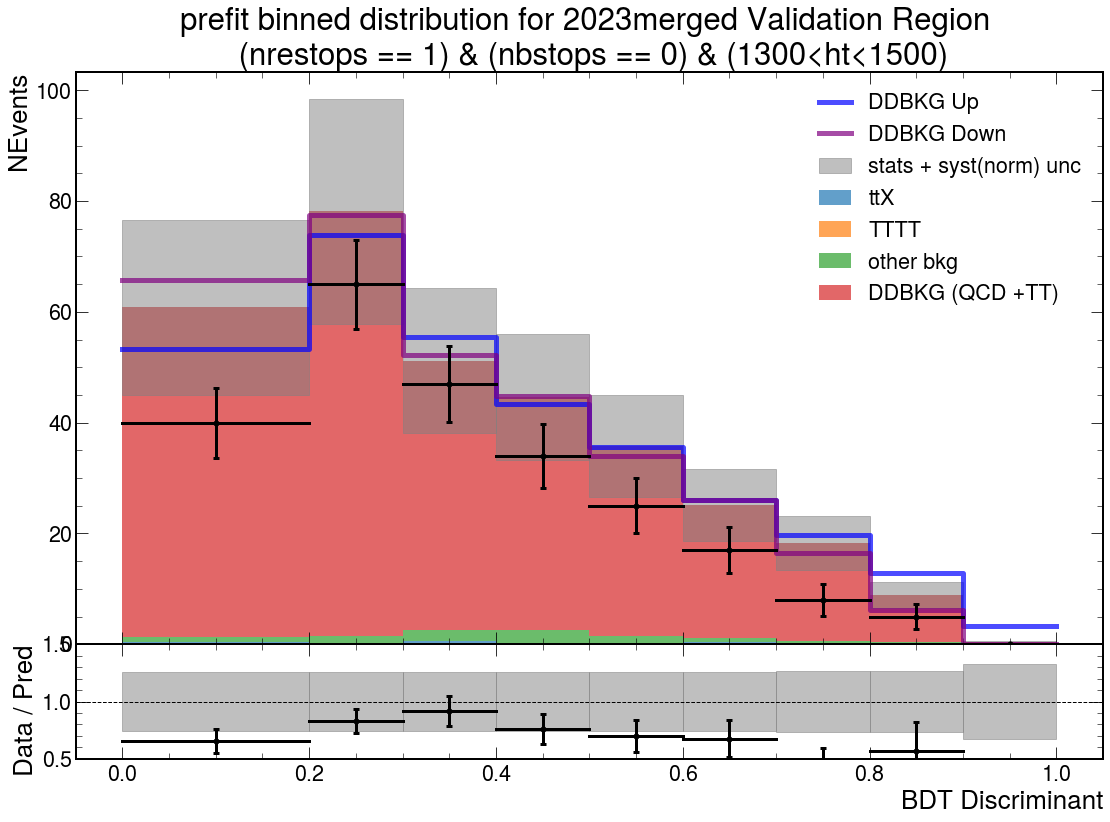 prefit binned distribution for 2023merged Validation Region
(nrestops == 1) & (nbstops == 0) & (1300<ht<1500)
NEvents
100
80
60
40
20
0
DDBKG Up
DDBKG Down
stats + syst(norm) unc
ttX
TTTT
other bkg
DDBKG (QCD +TT)
Data / Pred
1.5
1.0
0.5
0.0
0.2
0.4
0.6
0.8
1.0
BDT Discriminant